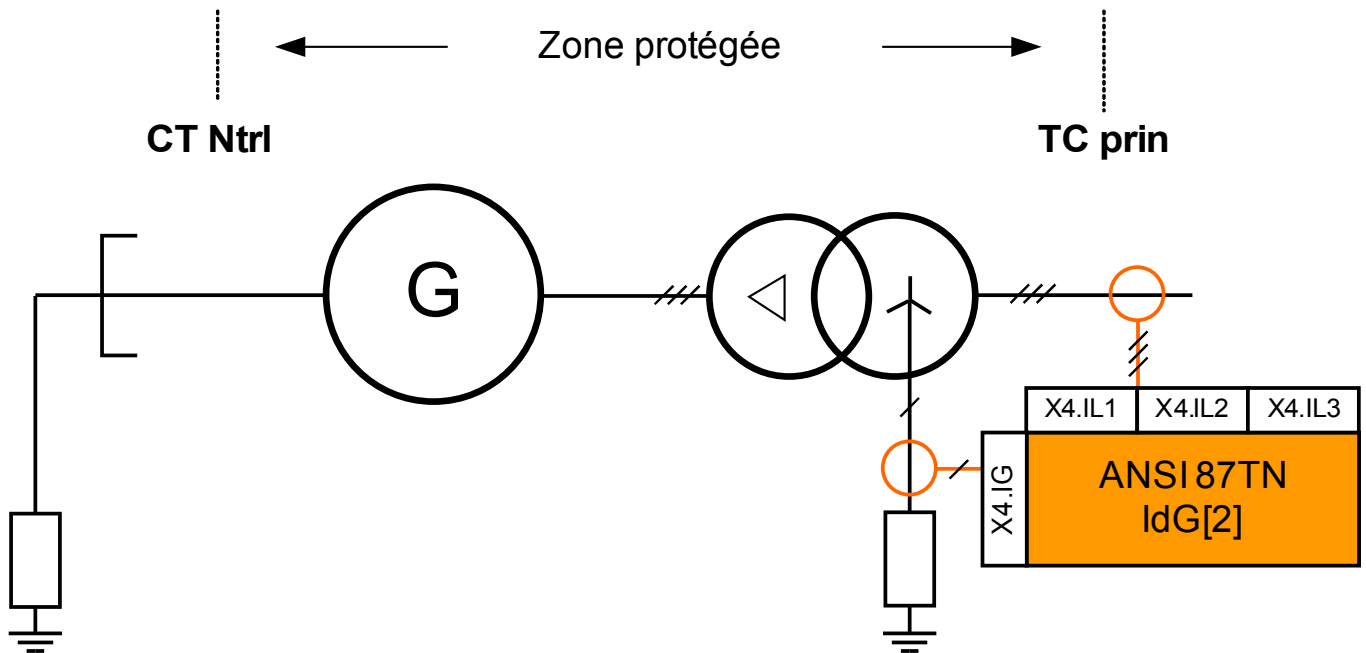 Zone protégée
CT Ntrl
TC prin
G
X4.IL1 X4.IL2 X4.IL3
X4.IG
ANSI 87TN
IdG[2]